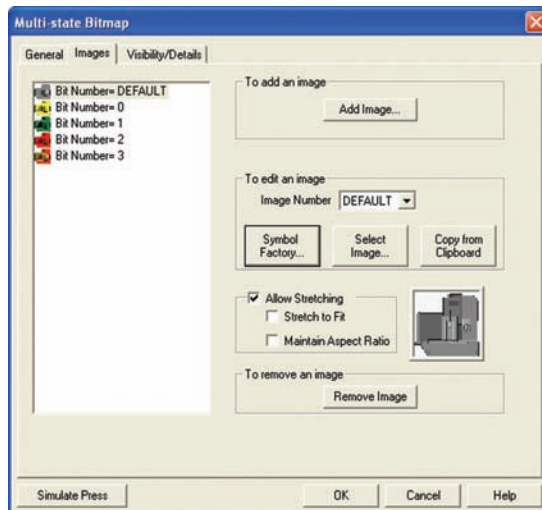 Multi-state Bitmap
General Images Visibility/Details
Bit Number= DEFAULT
Bit Number= 0
Bit Number= 1
Bit Number= 2
Bit Number= 3
To add an image
Add Image...
To edit an image
Image Number DEFAULT
Symbol Factory...
Select Image...
Copy from Clipboard
Allow Stretching
Stretch to Fit
Maintain Aspect Ratio
To remove an image
Remove Image
Simulate Press OK Cancel Help